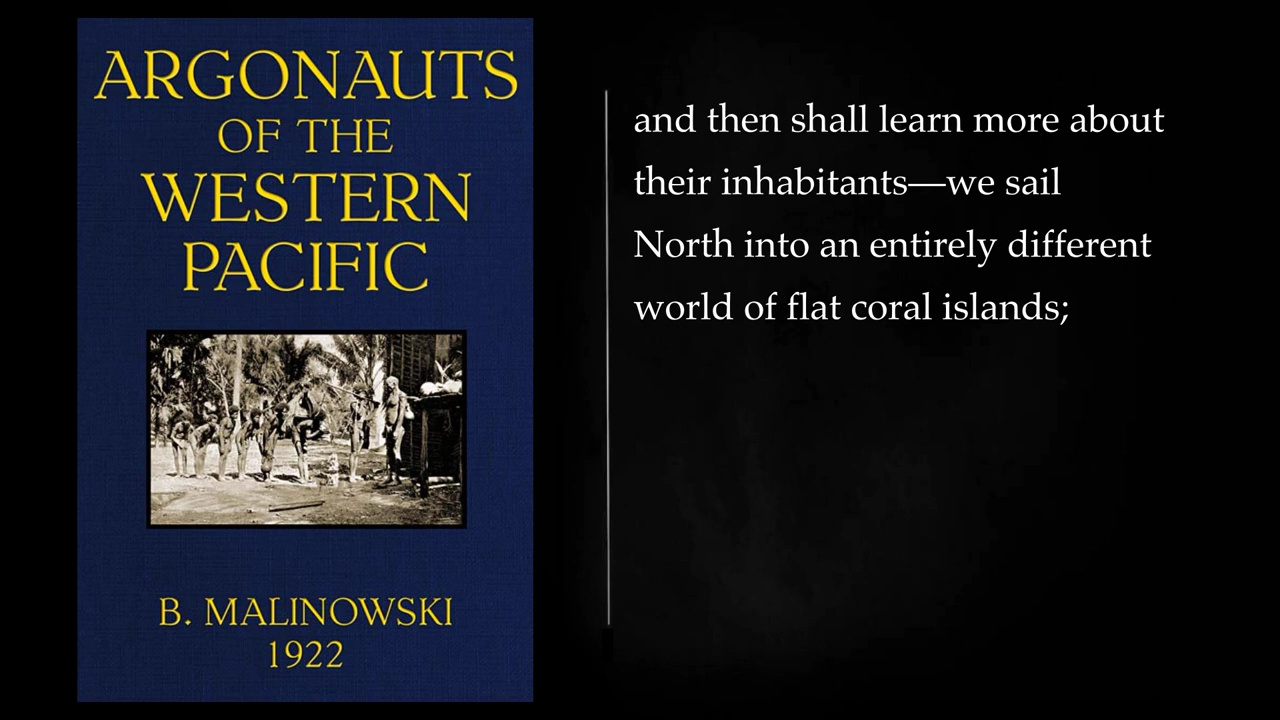 ARGONAUTS
OF THE
WESTERN
PACIFIC
B. MALINOWSKI
1922
and then shall learn more about
their inhabitants—we sail
North into an entirely different
world of flat coral islands;